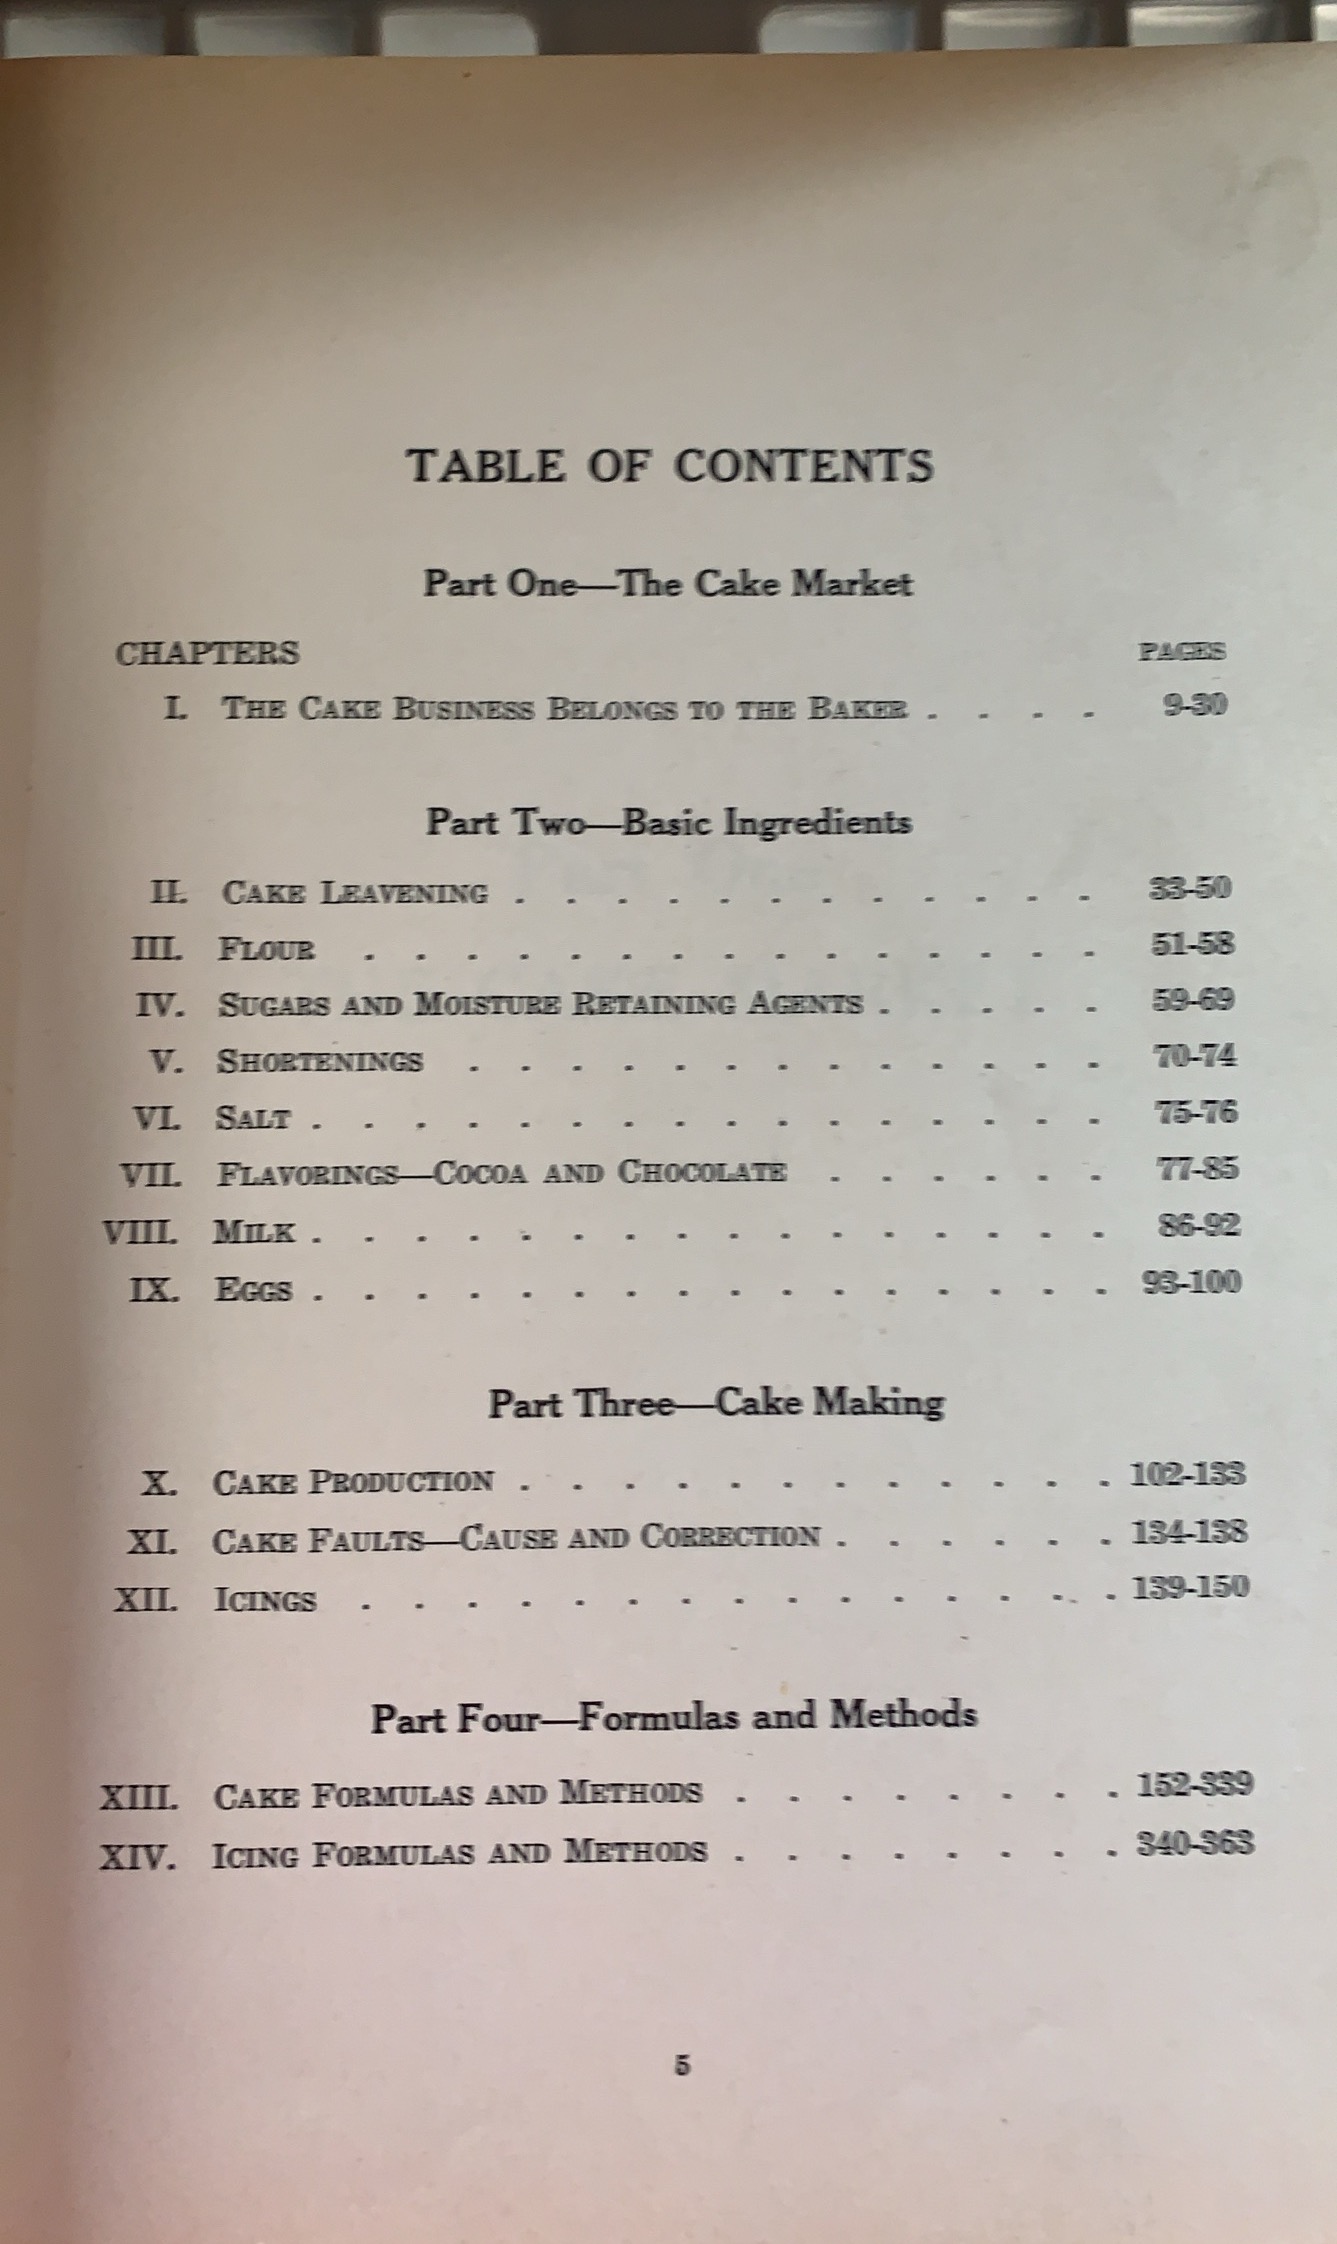 TABLE OF CONTENTS
Part One—The Cake Market
CHAPTERS PAGES
I. THE CAKE BUSINESS BELONGS TO THE BAKER . . . . 9-30
Part Two—Basic Ingredients
II. CAKE LEAVENING . . . . . . . . . . . . 33-50
III. FLOUR . . . . . . . . . . . . . . . 51-58
IV. SUGARS AND MOISTURE RETAINING AGENTS . . . . . 59-69
V. SHORTENINGS . . . . . . . . . . . . . 70-74
VI. SALT . . . . . . . . . . . . . . . . 75-76
VII. FLAVORINGS—COCOA AND CHOCOLATE . . . . . . 77-85
VIII. MILK . . . . . . . . . . . . . . . . 86-92
IX. EGGS . . . . . . . . . . . . . . . . 93-100
Part Three—Cake Making
X. CAKE PRODUCTION . . . . . . . . . . . . 102-133
XI. CAKE FAULTS—CAUSE AND CORRECTION . . . . . . 134-138
XII. ICINGS . . . . . . . . . . . . . . . 139-150
Part Four—Formulas and Methods
XIII. CAKE FORMULAS AND METHODS . . . . . . . . 152-339
XIV. ICING FORMULAS AND METHODS . . . . . . . . 340-363
5